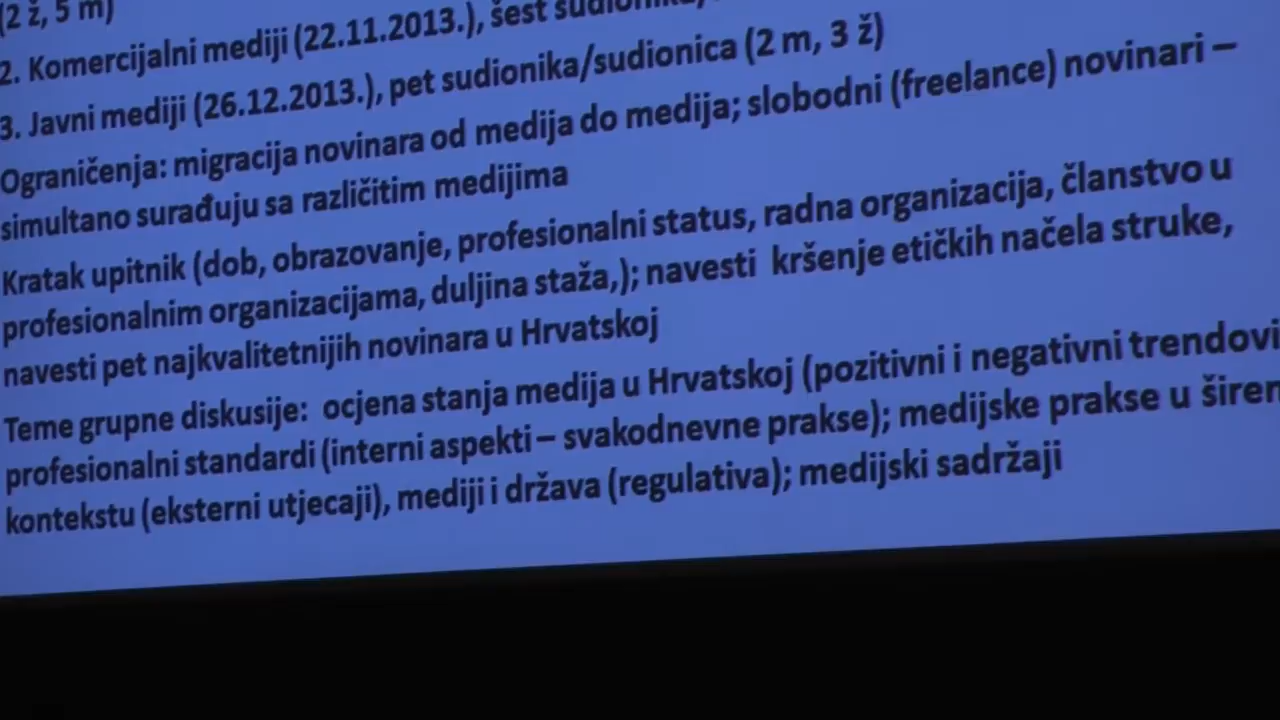 (2 ž, 5 m)
2. Komercijalni mediji (22.11.2013.), šest
3. Javni mediji (26.12.2013.), pet sudionika/sudionica (2 m, 3 ž)
Ograničenja: migracija novinara od medija do medija; slobodni (freelance) novinari –
simultano surađuju sa različitim medijima
Kratak upitnik (dob, obrazovanje, profesionalni status, radna organizacija, članstvo u
profesionalnim organizacijama, duljina staža,); navesti kršenje etičkih načela struke,
navesti pet najkvalitetnijih novinara u Hrvatskoj
Teme grupne diskusije: ocjena stanja medija u Hrvatskoj (pozitivni i negativni trendovi
profesionalni standardi (interni aspekti – svakodnevne prakse); medijske prakse u širem
kontekstu (eksterni utjecaji), mediji i država (regulativa); medijski sadržaji